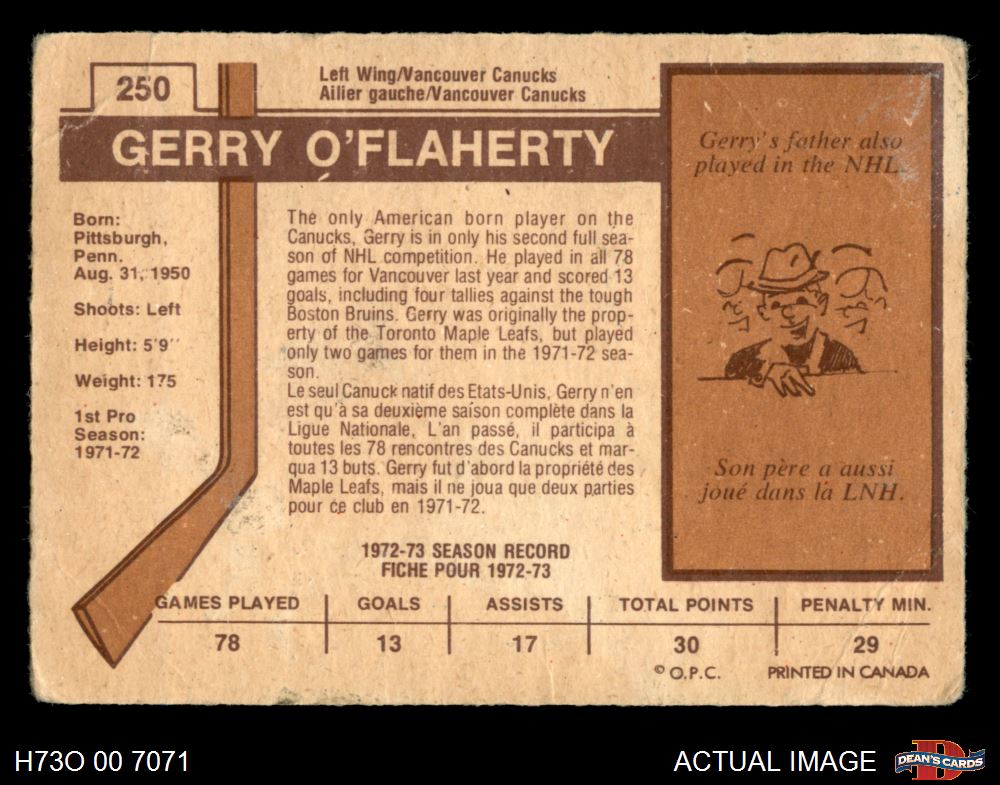 250
Left Wing/Vancouver Canucks
Ailier gauche/Vancouver Canucks
GERRY O'FLAHERTY
Born:
Pittsburgh,
Penn.
Aug. 31, 1950
Shoots: Left
Height: 5'9''
Weight: 175
1st Pro
Season:
1971-72
The only American born player on the
Canucks, Gerry is in only his second full sea-
son of NHL competition. He played in all 78
games for Vancouver last year and scored 13
goals, including four tallies against the tough
Boston Bruins. Gerry was originally the prop-
erty of the Toronto Maple Leafs, but played
only two games for them in the 1971-72 sea-
son.
Le seul Canuck natif des Etats-Unis, Gerry n'en
est qu'à sa deuxième saison complète dans la
Ligue Nationale, L'an passé, il participa à
toutes les 78 rencontres des Canucks et mar-
qua 13 buts. Gerry fut d'abord la propriété des
Maple Leafs, mais il ne joua que deux parties
pour ce club en 1971-72.
Gerry's father also
played in the NHL.
Son père a aussi
joué dans la LNH.
1972-73 SEASON RECORD
FICHE POUR 1972-73
GAMES PLAYED GOALS ASSISTS TOTAL POINTS PENALTY MIN.
78 13 17 30 29
© O.P.C. PRINTED IN CANADA
H73O 00 7071 ACTUAL IMAGE DEAN'S CARDS